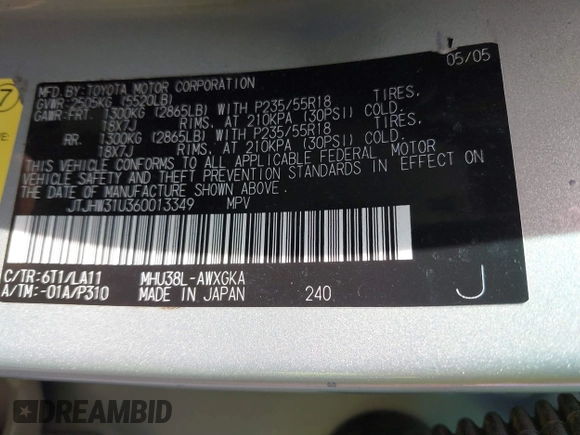 05/05
MFD.BY:TOYOTA MOTOR CORPORATION
GVWR:2505KG (5520LB)
GAWR:FRT. 1300KG (2865LB) WITH P235/55R18 TIRES,
18X7J RIMS, AT 210KPA (30PSI) COLD.
RR. 1300KG (2865LB) WITH P235/55R18 TIRES,
18X7J RIMS, AT 210KPA (30PSI) COLD.
THIS VEHICLE CONFORMS TO ALL APPLICABLE FEDERAL MOTOR
VEHICLE SAFETY AND THEFT PREVENTION STANDARDS IN EFFECT ON
THE DATE OF MANUFACTURE SHOWN ABOVE.
JTJHW31U360013349 MPV
C/TR:6T1/LA11 MHU38L-AWXGKA
A/TM:-01A/P310 MADE IN JAPAN 240 J
7
DREAMBID